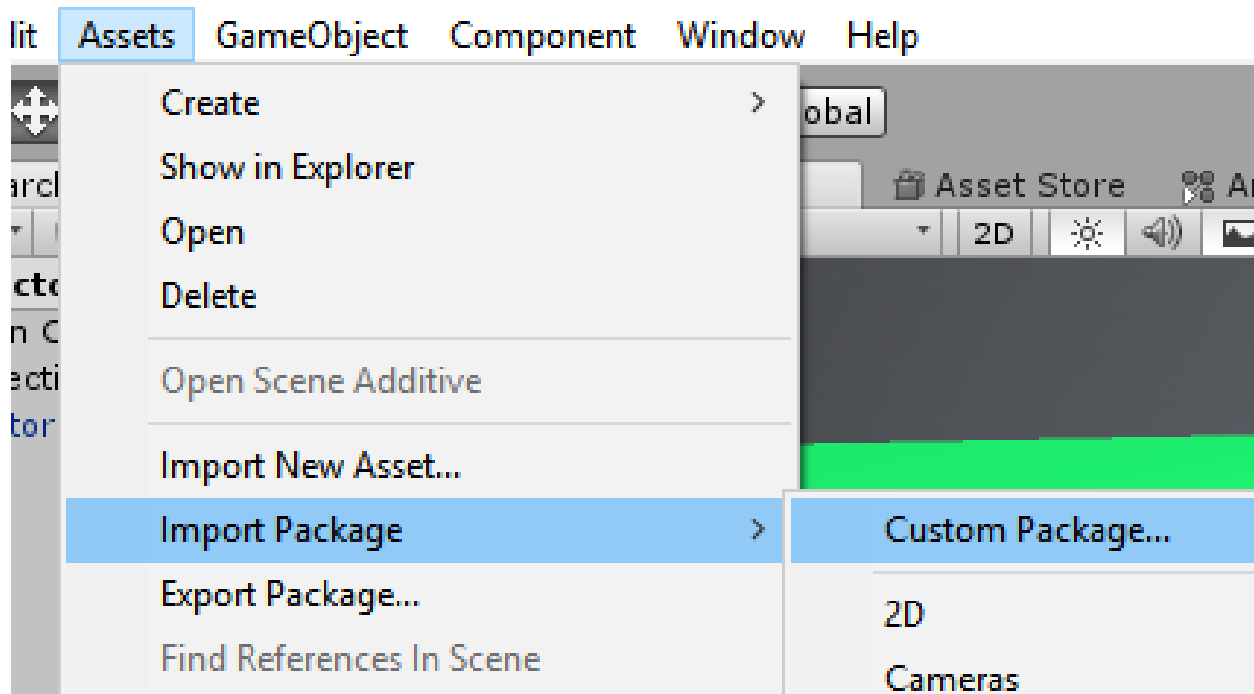 Assets GameObject Component Window Help
Create
obal
Show in Explorer
Asset Store
Open
2D
Delete
Open Scene Additive
Import New Asset...
Import Package
Custom Package...
Export Package...
2D
Find References In Scene
Cameras